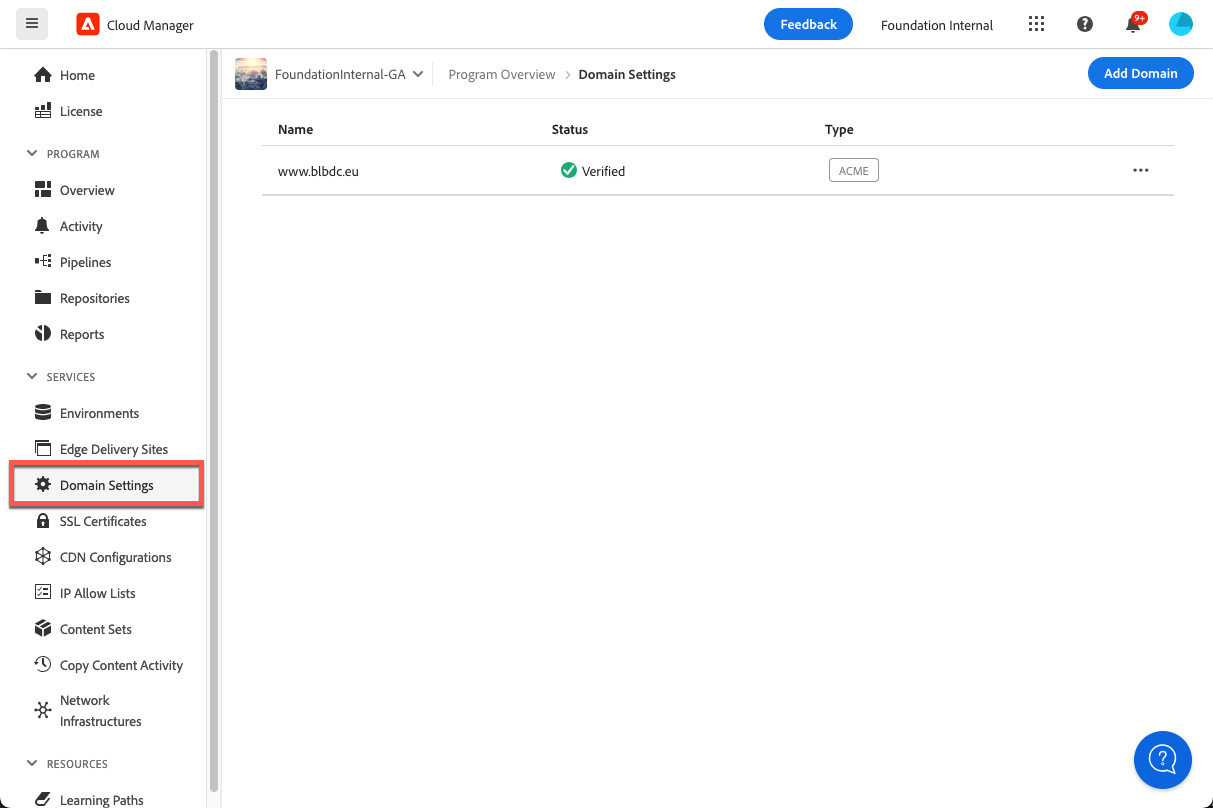 Cloud Manager
Feedback
Foundation Internal
9+
Home
License
PROGRAM
Overview
Activity
Pipelines
Repositories
Reports
SERVICES
Environments
Edge Delivery Sites
Domain Settings
SSL Certificates
CDN Configurations
IP Allow Lists
Content Sets
Copy Content Activity
Network
Infrastructures
RESOURCES
Learning Paths
FoundationInternal-GA
Program Overview > Domain Settings
Add Domain
Name Status Type
www.blbdc.eu Verified ACME